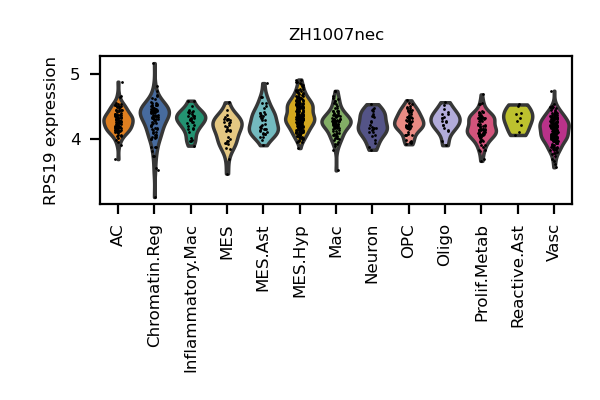 ZH1007nec
RPS19 expression
5
4
AC
Chromatin.Reg
Inflammatory.Mac
MES
MES.Ast
MES.Hyp
Mac
Neuron
OPC
Oligo
Prolif.Metab
Reactive.Ast
Vasc